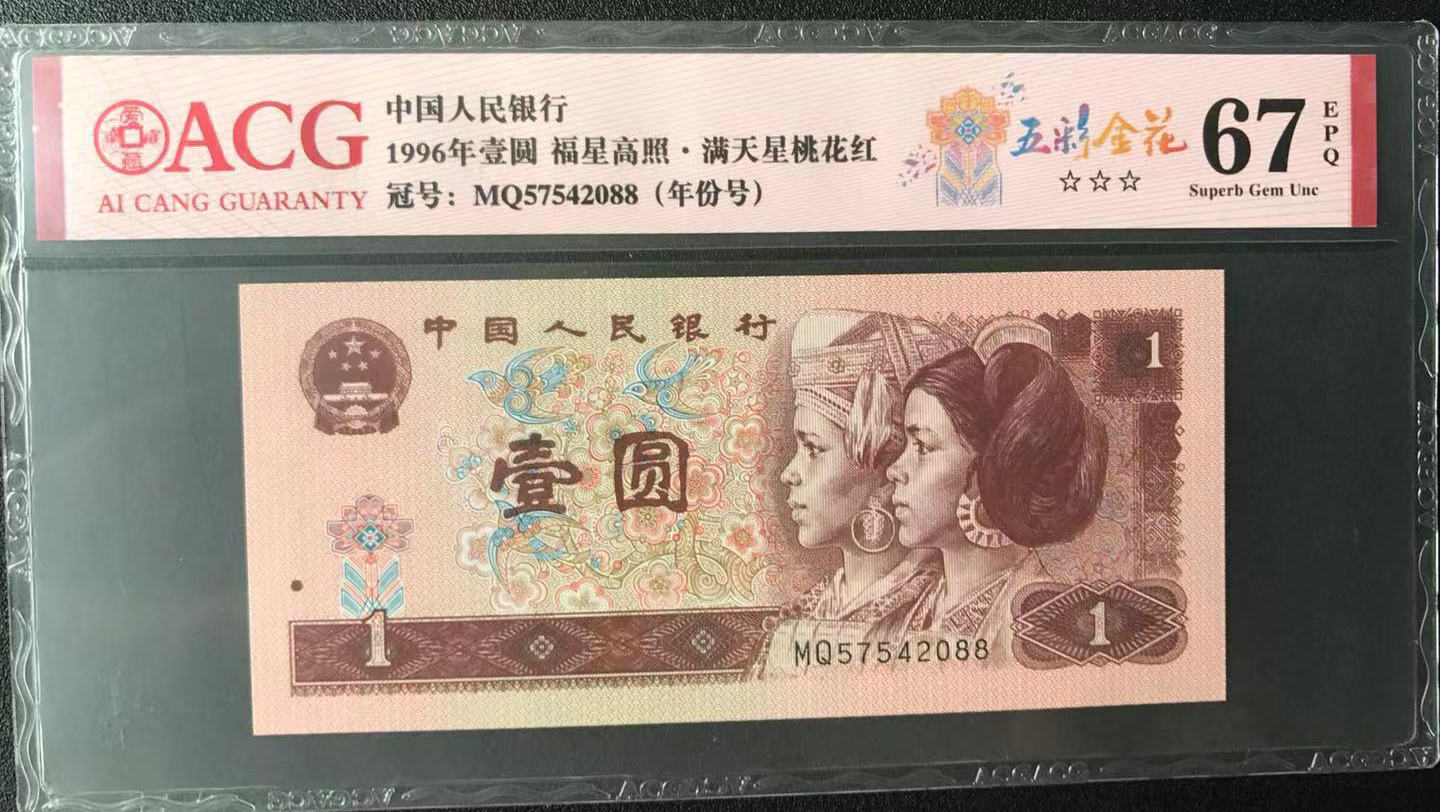 ACG
AI CANG GUARANTY
中国人民银行
1996年壹圆 福星高照·满天星桃花红
冠号：MQ57542088（年份号）
五彩金花
☆☆☆
67
EPQ
Superb Gem Unc
中国人民银行
1
壹圆
1
MQ57542088
1